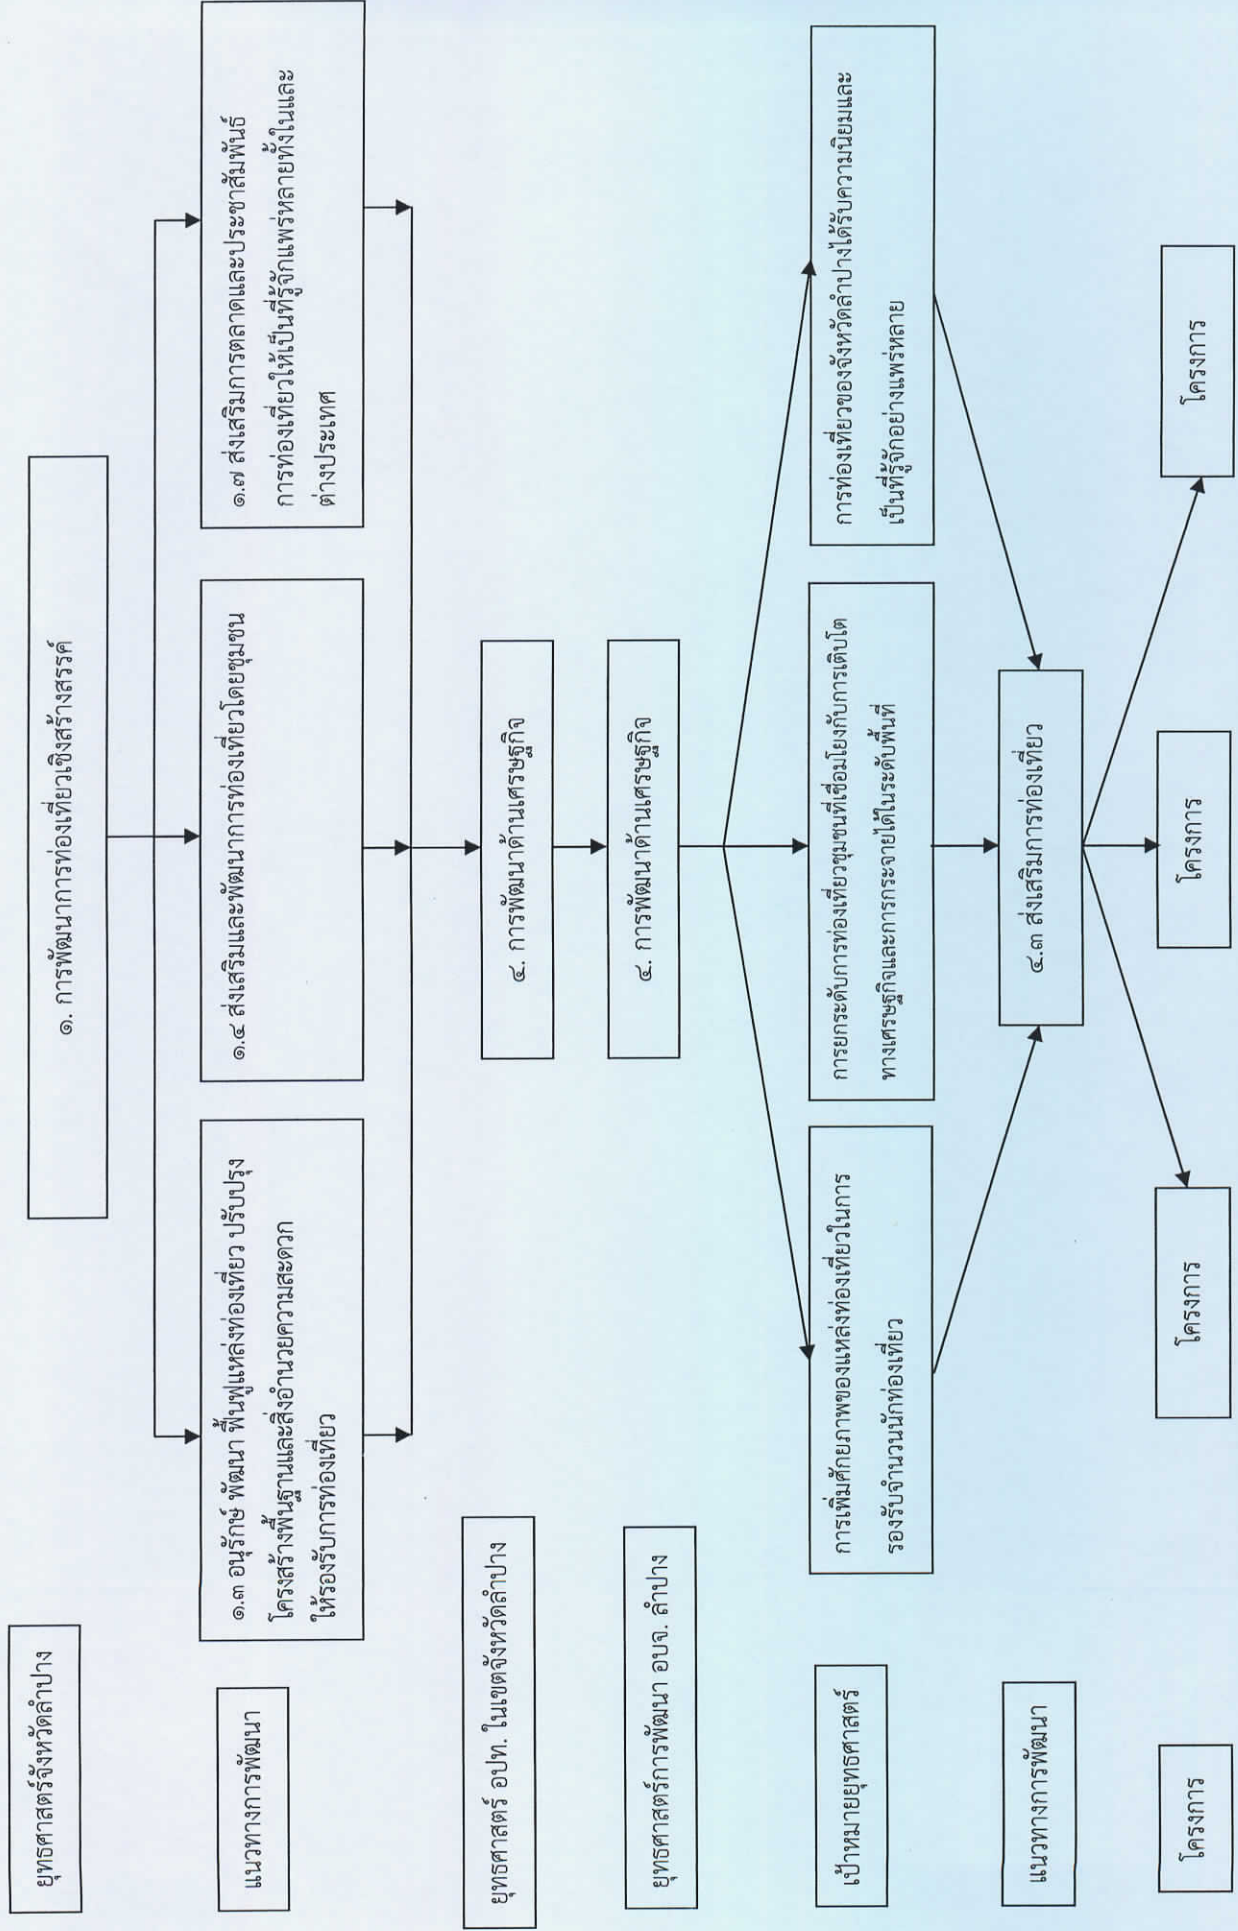 ยุทธศาสตร์จังหวัดลำปาง
๑. การพัฒนาการท่องเที่ยวเชิงสร้างสรรค์
แนวทางการพัฒนา
๑.๓ อนุรักษ์ พัฒนา ฟื้นฟูแหล่งท่องเที่ยว ปรับปรุง
โครงสร้างพื้นฐานและสิ่งอำนวยความสะดวก
ให้รองรับการท่องเที่ยว
๑.๔ ส่งเสริมและพัฒนาการท่องเที่ยวโดยชุมชน
๑.๗ ส่งเสริมการตลาดและประชาสัมพันธ์
การท่องเที่ยวให้เป็นที่รู้จักแพร่หลายทั้งในและ
ต่างประเทศ
ยุทธศาสตร์ อปท. ในเขตจังหวัดลำปาง
๔. การพัฒนาด้านเศรษฐกิจ
ยุทธศาสตร์การพัฒนา อบจ. ลำปาง
๔. การพัฒนาด้านเศรษฐกิจ
เป้าหมายยุทธศาสตร์
การเพิ่มศักยภาพของแหล่งท่องเที่ยวในการ
รองรับจำนวนนักท่องเที่ยว
การยกระดับการท่องเที่ยวชุมชนที่เชื่อมโยงกับการเติบโต
ทางเศรษฐกิจและการกระจายได้ในระดับพื้นที่
การท่องเที่ยวของจังหวัดลำปางได้รับความนิยมและ
เป็นที่รู้จักอย่างแพร่หลาย
แนวทางการพัฒนา
๔.๓ ส่งเสริมการท่องเที่ยว
โครงการ
โครงการ
โครงการ
โครงการ